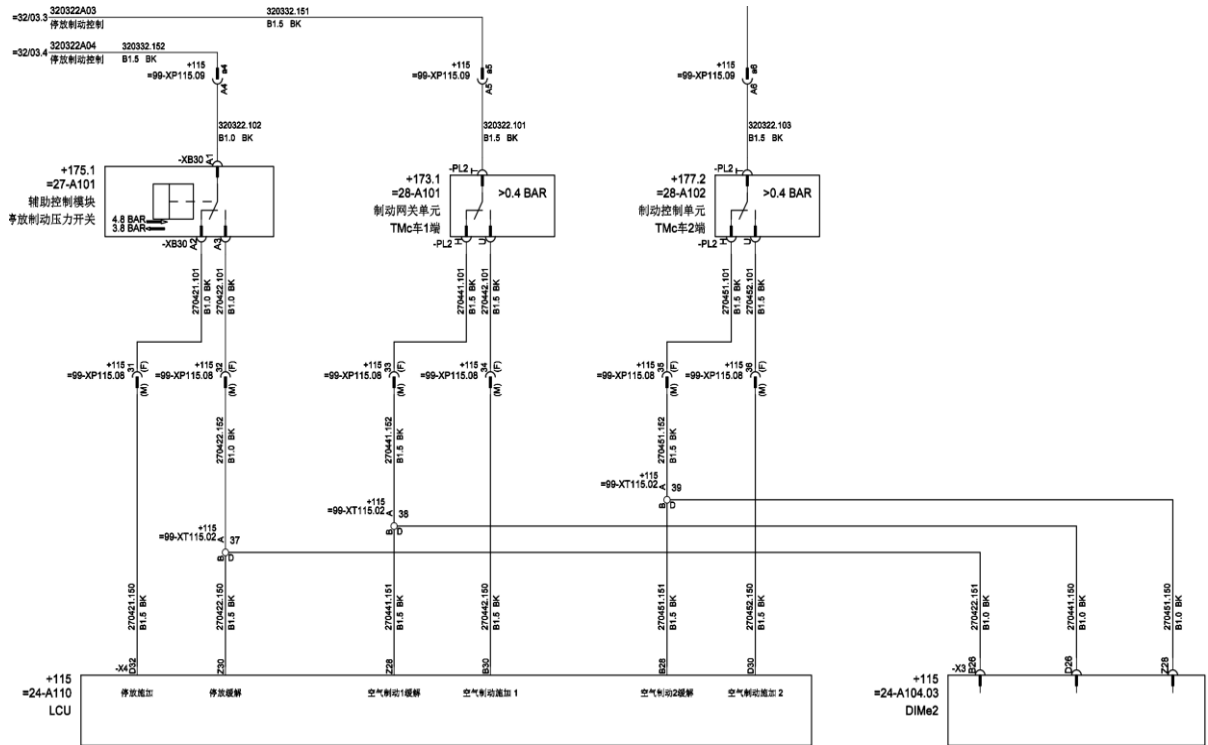 =32/03.3 320322A03 320332.151
停放制动控制 B1.5 BK
=32/03.4 320322A04 320332.152
停放制动控制 B1.5 BK
+115 a4
=99-XP115.09 A4
+115 a5
=99-XP115.09 A5
+115 a6
=99-XP115.09 A6
320322.102
B1.0 BK
320322.101
B1.5 BK
320322.103
B1.5 BK
-XB30 A1
+175.1
=27-A101
辅助控制模块
停放制动压力开关
4.8 BAR
3.8 BAR
-XB30 A2 A3
-PL2 T
+173.1
=28-A101
制动网关单元
TMc车1端
>0.4 BAR
-PL2 H U
-PL2 T
+177.2
=28-A102
制动控制单元
TMc车2端
>0.4 BAR
-PL2 H U
270421.101
B1.0 BK
270422.101
B1.0 BK
270441.101
B1.5 BK
270442.101
B1.5 BK
270451.101
B1.5 BK
270452.101
B1.5 BK
+115 31 (F)
=99-XP115.08
+115 32 (F)
=99-XP115.08 (M)
+115 33 (F)
=99-XP115.08 (M)
+115 34 (F)
=99-XP115.08 (M)
+115 35 (F)
=99-XP115.08 (M)
+115 36 (F)
=99-XP115.08 (M)
270422.152
B1.0 BK
270441.152
B1.5 BK
270451.152
B1.5 BK
+115
=99-XT115.02 A 39
B D
+115
=99-XT115.02 A 38
B D
+115
=99-XT115.02 A 37
B D
270421.150
B1.5 BK
270422.150
B1.5 BK
270441.151
B1.5 BK
270442.150
B1.5 BK
270451.151
B1.5 BK
270452.150
B1.5 BK
270422.151
B1.0 BK
270441.150
B1.0 BK
270451.150
B1.0 BK
-X4 D32 Z30 Z28 B30 B28 D30
+115
=24-A110
LCU
停放施加 停放缓解 空气制动1缓解 空气制动施加 1 空气制动2缓解 空气制动施加 2
-X3 B26 D26 Z28
+115
=24-A104.03
DIMe2